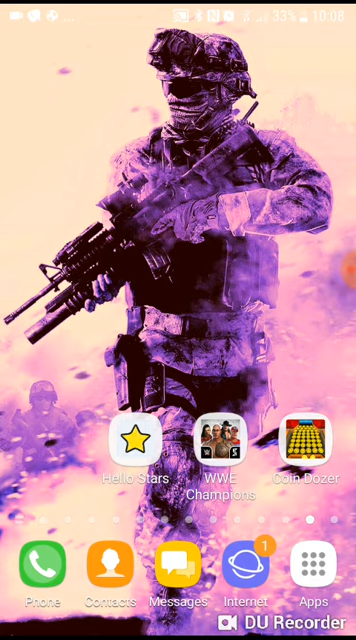 33% 10:08
Hello Stars
WWE Champions
Coin Dozer
1
Phone
Contacts
Messages
Internet
Apps
DU Recorder